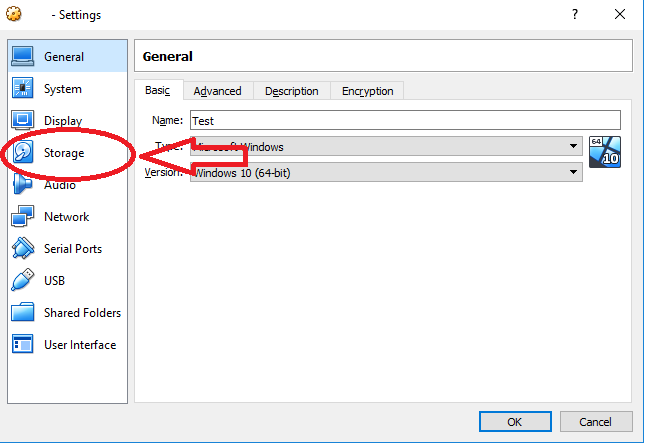 - Settings
?
General
System
Display
Storage
Audio
Network
Serial Ports
USB
Shared Folders
User Interface
General
Basic
Advanced
Description
Encryption
Name: Test
Type: Microsoft Windows
Version: Windows 10 (64-bit)
64
10
OK
Cancel